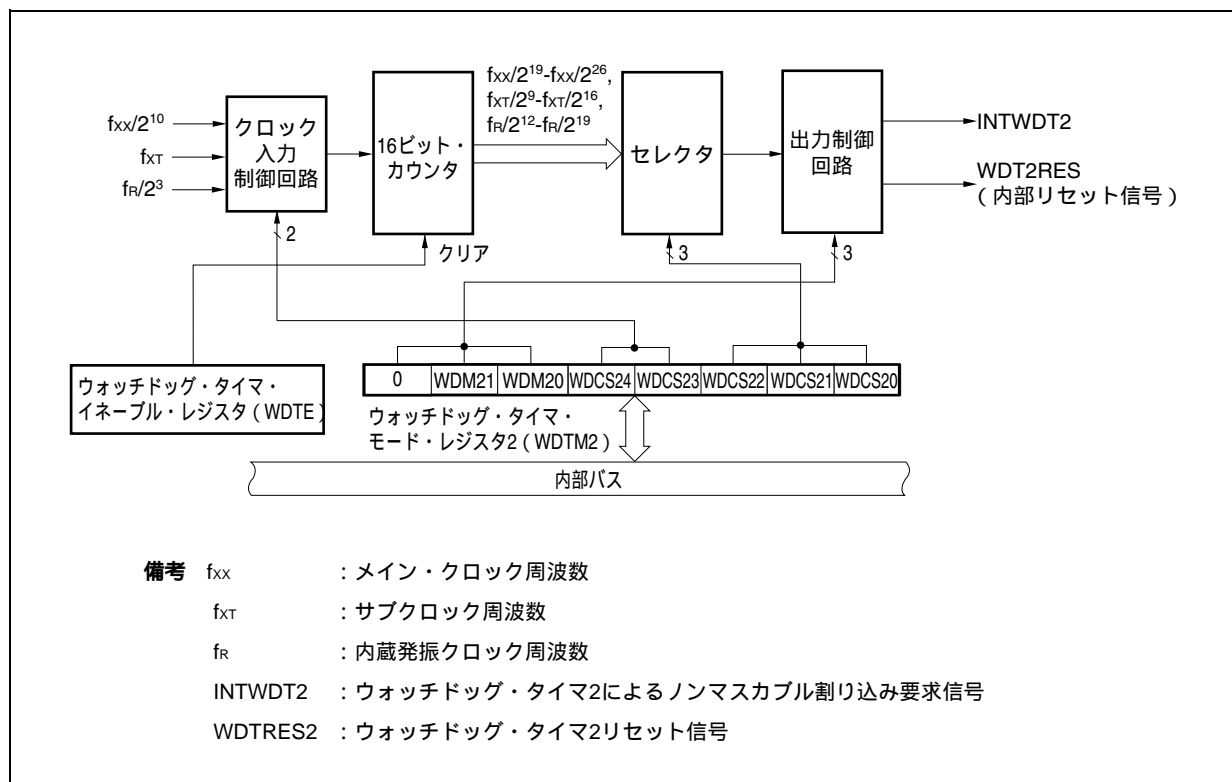 fXX/2^19-fXX/2^26,
fXT/2^9-fXT/2^16,
fR/2^12-fR/2^19
fXX/2^10
fXT
fR/2^3
クロック
入力
制御回路
16ビット・
カウンタ
セレクタ
出力制御
回路
INTWDT2
WDT2RES
(内部リセット信号)
2
クリア
3
3
ウォッチドッグ・タイマ・
イネーブル・レジスタ(WDTE)
0 WDM21 WDM20 WDCS24 WDCS23 WDCS22 WDCS21 WDCS20
ウォッチドッグ・タイマ・
モード・レジスタ2(WDTM2)
内部バス
備考 fXX :メイン・クロック周波数
fXT :サブクロック周波数
fR :内蔵発振クロック周波数
INTWDT2 :ウォッチドッグ・タイマ2によるノンマスカブル割り込み要求信号
WDTRES2 :ウォッチドッグ・タイマ2リセット信号